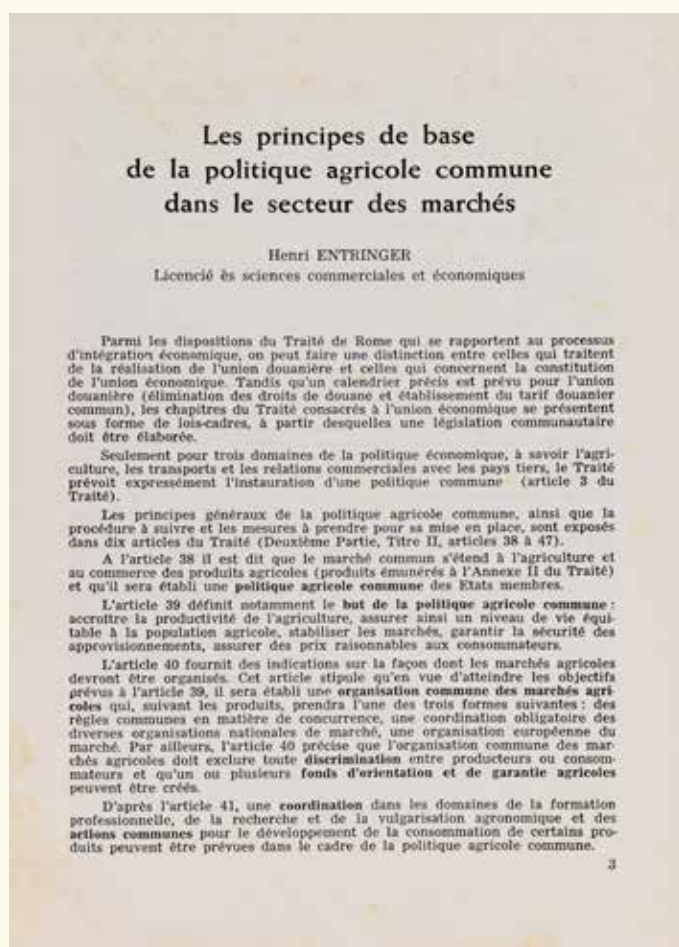 Les principes de base
de la politique agricole commune
dans le secteur des marchés
Henri ENTRINGER
Licencié ès sciences commerciales et économiques
Parmi les dispositions du Traité de Rome qui se rapportent au processus
d'intégration économique, on peut faire une distinction entre celles qui traitent
de la réalisation de l'union douanière et celles qui concernent la constitution
de l'union économique. Tandis qu'un calendrier précis est prévu pour l'union
douanière (élimination des droits de douane et établissement du tarif douanier
commun), les chapitres du Traité consacrés à l'union économique se présentent
sous forme de lois-cadres, à partir desquelles une législation communautaire
doit être élaborée.
Seulement pour trois domaines de la politique économique, à savoir l'agri-
culture, les transports et les relations commerciales avec les pays tiers, le Traité
prévoit expressément l'instauration d'une politique commune (article 3 du
Traité).
Les principes généraux de la politique agricole commune, ainsi que la
procédure à suivre et les mesures à prendre pour sa mise en place, sont exposés
dans dix articles du Traité (Deuxième Partie, Titre II, articles 38 à 47).
A l'article 38 il est dit que le marché commun s'étend à l'agriculture et
au commerce des produits agricoles (produits émunérés à l'Annexe II du Traité)
et qu'il sera établi une politique agricole commune des Etats membres.
L'article 39 définit notamment le but de la politique agricole commune :
accroître la productivité de l'agriculture, assurer ainsi un niveau de vie équi-
table à la population agricole, stabiliser les marchés, garantir la sécurité des
approvisionnements, assurer des prix raisonnables aux consommateurs.
L'article 40 fournit des indications sur la façon dont les marchés agricoles
devront être organisés. Cet article stipule qu'en vue d'atteindre les objectifs
prévus à l'article 39, il sera établi une organisation commune des marchés agri-
coles qui, suivant les produits, prendra l'une des trois formes suivantes : des
règles communes en matière de concurrence, une coordination obligatoire des
diverses organisations nationales de marché, une organisation européenne du
marché. Par ailleurs, l'article 40 précise que l'organisation commune des mar-
chés agricoles doit exclure toute discrimination entre producteurs ou consom-
mateurs et qu'un ou plusieurs fonds d'orientation et de garantie agricoles
peuvent être créés.
D'après l'article 41, une coordination dans les domaines de la formation
professionnelle, de la recherche et de la vulgarisation agronomique et des
actions communes pour le développement de la consommation de certains pro-
duits peuvent être prévues dans le cadre de la politique agricole commune.
3